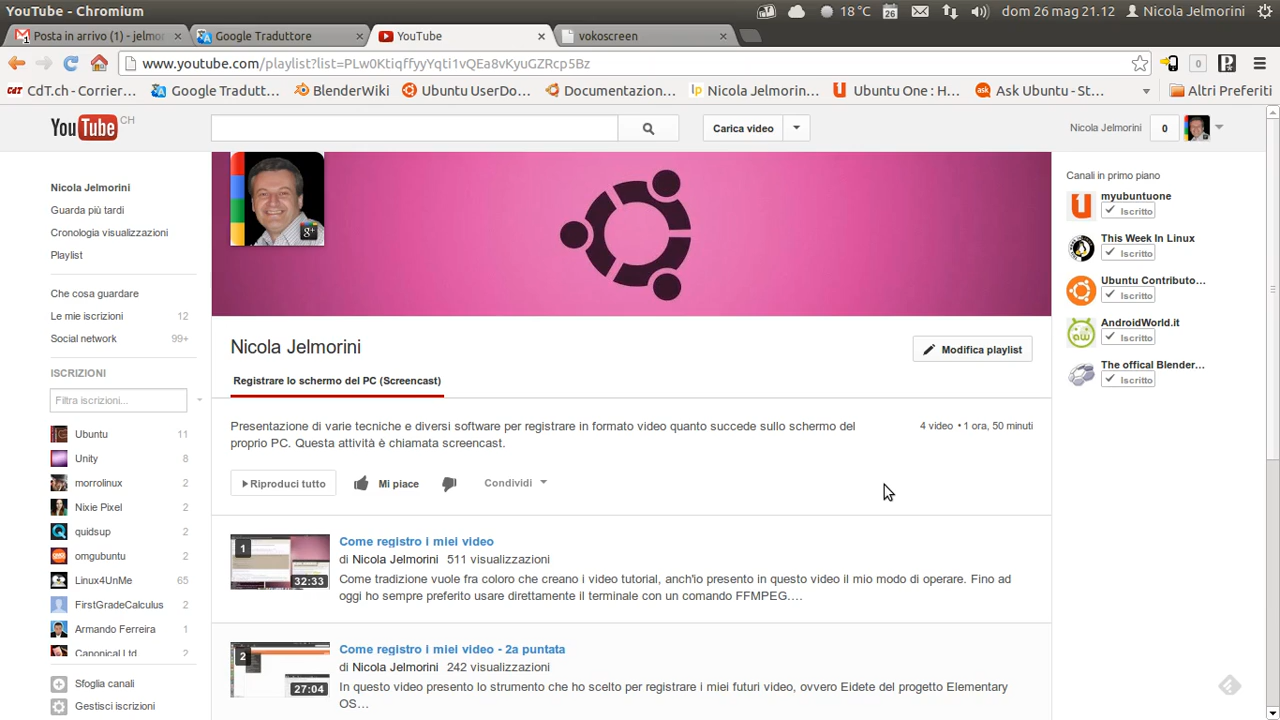 YouTube - Chromium
18 °C
26
dom 26 mag 21.12
Nicola Jelmorini
1
Posta in arrivo (1) - jelmo
Google Traduttore
YouTube
vokoscreen
www.youtube.com/playlist?list=PLw0KtiqffyyYqti1vQEa8vKyuGZRcp5Bz
0
CdT
CdT.ch - Corrier...
Google Tradutt...
BlenderWiki
Ubuntu UserDo...
Documentazion...
lp
Nicola Jelmorin...
Ubuntu One : H...
ask
Ask Ubuntu - St...
Altri Preferiti
YouTube CH
Carica video
Nicola Jelmorini
0
Nicola Jelmorini
Guarda più tardi
Cronologia visualizzazioni
Playlist
Che cosa guardare
Le mie iscrizioni 12
Social network 99+
ISCRIZIONI
Filtra iscrizioni...
Ubuntu 11
Unity 8
morrolinux 2
Nixie Pixel 2
quidsup 2
omgubuntu 2
Linux4UnMe 65
FirstGradeCalculus 2
Armando Ferreira 1
Canonical Ltd 2
Sfoglia canali
Gestisci iscrizioni
g+
Nicola Jelmorini
Modifica playlist
Registrare lo schermo del PC (Screencast)
Presentazione di varie tecniche e diversi software per registrare in formato video quanto succede sullo schermo del
proprio PC. Questa attività è chiamata screencast.
4 video • 1 ora, 50 minuti
Riproduci tutto
Mi piace
Condividi
1
32:33
Come registro i miei video
di Nicola Jelmorini 511 visualizzazioni
Come tradizione vuole fra coloro che creano i video tutorial, anch'io presento in questo video il mio modo di operare. Fino ad
oggi ho sempre preferito usare direttamente il terminale con un comando FFMPEG....
2
27:04
Come registro i miei video - 2a puntata
di Nicola Jelmorini 242 visualizzazioni
In questo video presento lo strumento che ho scelto per registrare i miei futuri video, ovvero Eidete del progetto Elementary
OS...
Canali in primo piano
myubuntuone
Iscritto
This Week In Linux
Iscritto
Ubuntu Contributo...
Iscritto
AndroidWorld.it
Iscritto
The offical Blender...
Iscritto